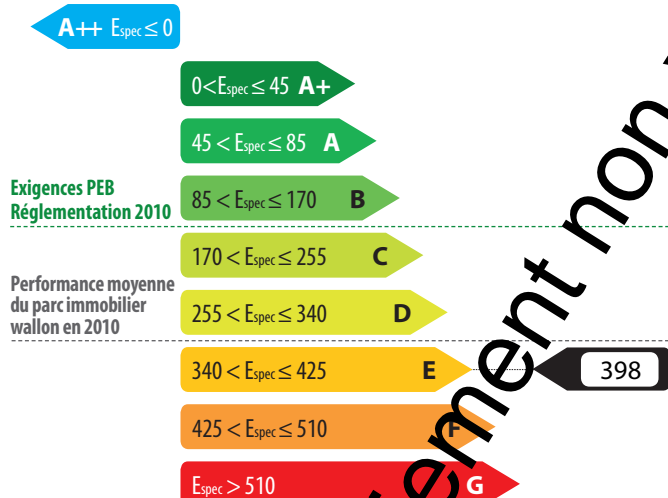 A++ Espec ≤ 0
0<Espec ≤ 45 A+
45 < Espec ≤ 85 A
Exigences PEB
Réglementation 2010
85 < Espec ≤ 170 B
170 < Espec ≤ 255 C
Performance moyenne
du parc immobilier
wallon en 2010
255 < Espec ≤ 340 D
340 < Espec ≤ 425 E
398
425 < Espec ≤ 510 F
Espec > 510 G
ement non